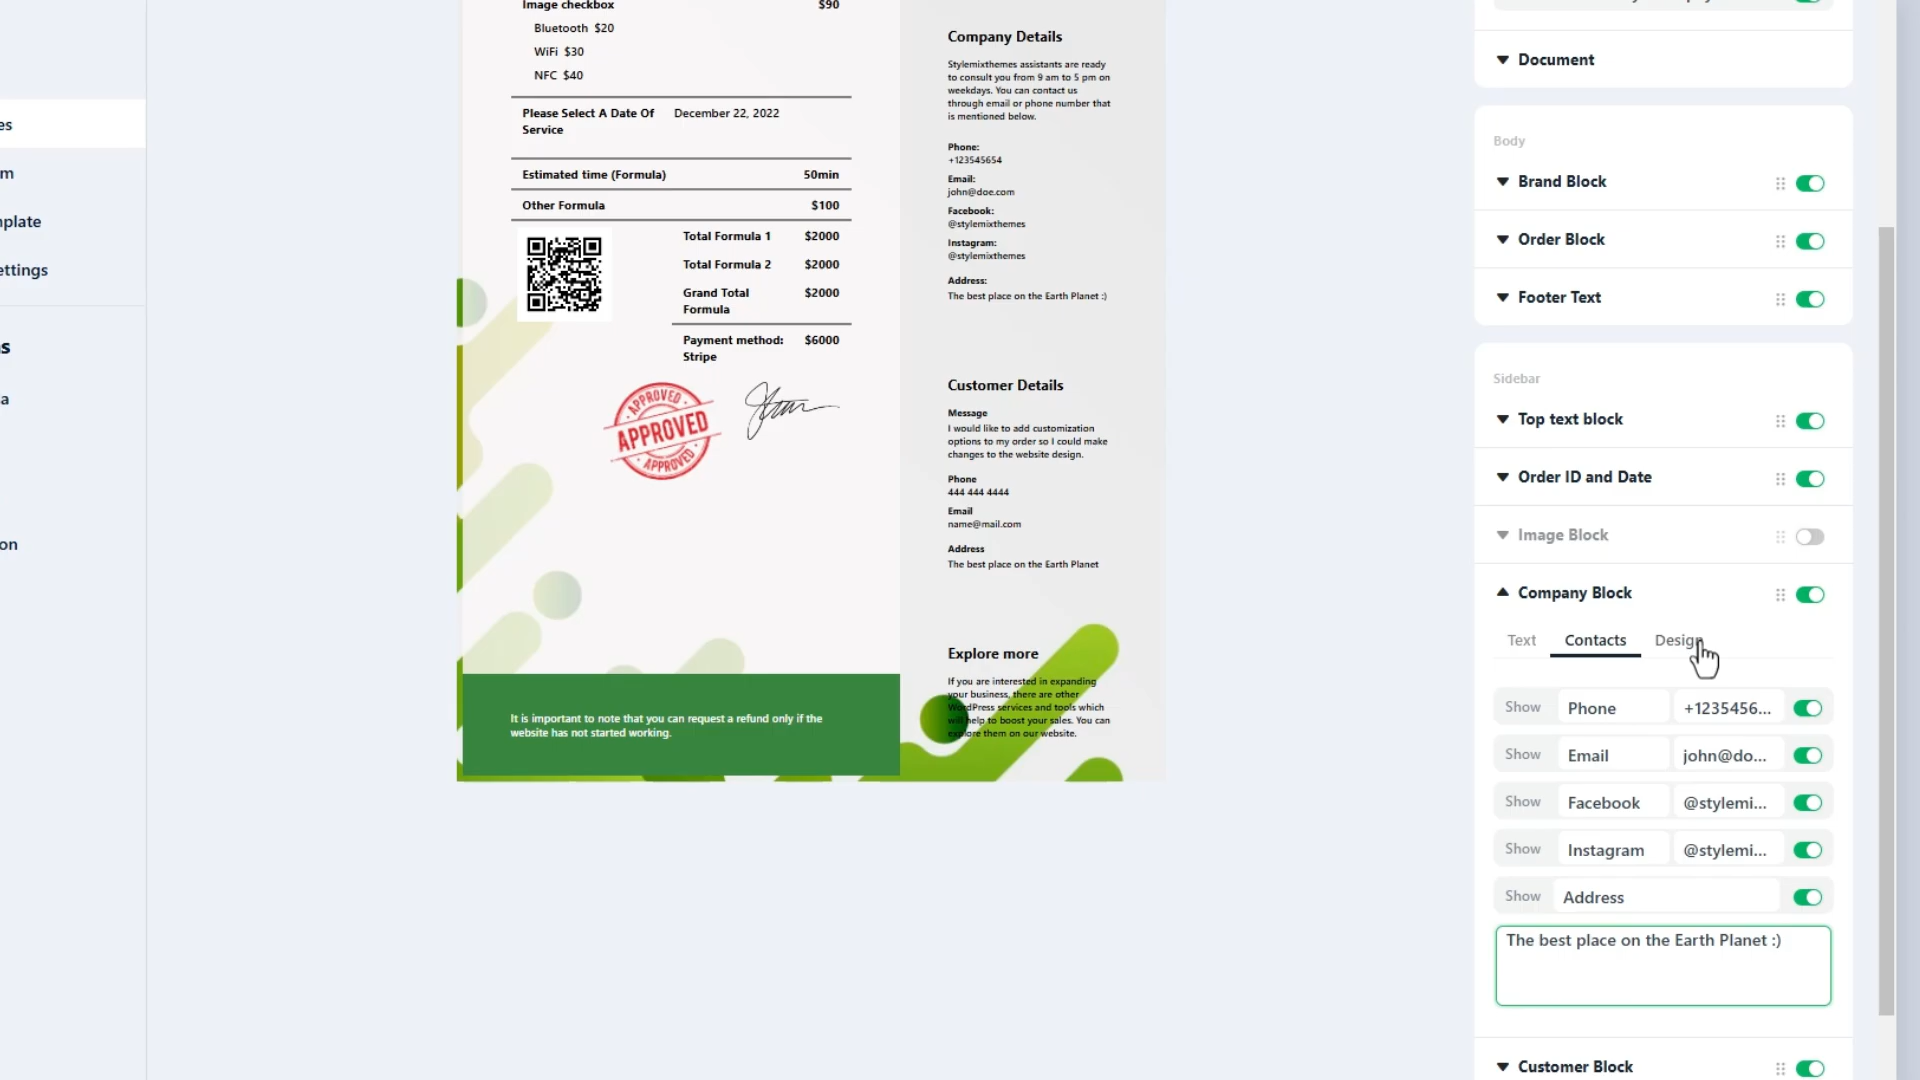 es
m
mplate
ettings
s
a
on
Image checkbox $90
Bluetooth $20
WiFi $30
NFC $40
Please Select A Date Of December 22, 2022
Service
Estimated time (Formula) 50min
Other Formula $100
Total Formula 1 $2000
Total Formula 2 $2000
Grand Total $2000
Formula
Payment method: $6000
Stripe
APPROVED
APPROVED
APPROVED
It is important to note that you can request a refund only if the
website has not started working.
Company Details
Stylemixthemes assistants are ready
to consult you from 9 am to 5 pm on
weekdays. You can contact us
through email or phone number that
is mentioned below.
Phone:
+123545654
Email:
john@doe.com
Facebook:
@stylemixthemes
Instagram:
@stylemixthemes
Address:
The best place on the Earth Planet :)
Customer Details
Message
I would like to add customization
options to my order so I could make
changes to the website design.
Phone
444 444 4444
Email
name@mail.com
Address
The best place on the Earth Planet
Explore more
If you are interested in expanding
your business, there are other
WordPress services and tools which
will help to boost your sales. You can
explore them on our website.
Document
Body
Brand Block
Order Block
Footer Text
Sidebar
Top text block
Order ID and Date
Image Block
Company Block
Text Contacts Design
Show Phone +1235456...
Show Email john@do...
Show Facebook @stylemi...
Show Instagram @stylemi...
Show Address
The best place on the Earth Planet :)
Customer Block